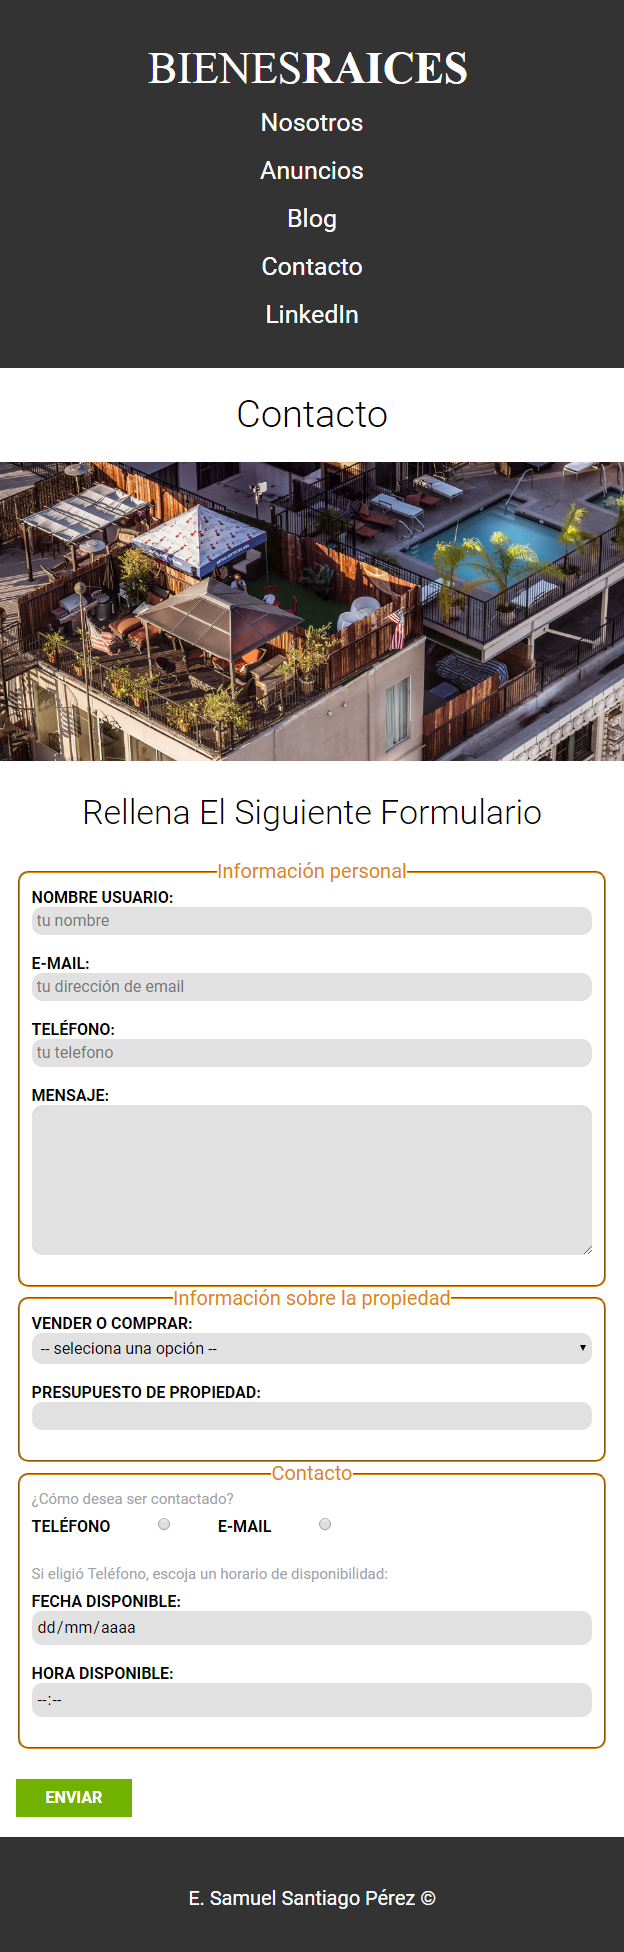 BIENESRAICES
Nosotros
Anuncios
Blog
Contacto
LinkedIn
Contacto
Rellena El Siguiente Formulario
Información personal
NOMBRE USUARIO:
tu nombre
E-MAIL:
tu dirección de email
TELÉFONO:
tu telefono
MENSAJE:
Información sobre la propiedad
VENDER O COMPRAR:
-- seleciona una opción --
PRESUPUESTO DE PROPIEDAD:
Contacto
¿Cómo desea ser contactado?
TELÉFONO E-MAIL
Si eligió Teléfono, escoja un horario de disponibilidad:
FECHA DISPONIBLE:
dd/mm/aaaa
HORA DISPONIBLE:
--:--
ENVIAR
E. Samuel Santiago Pérez ©